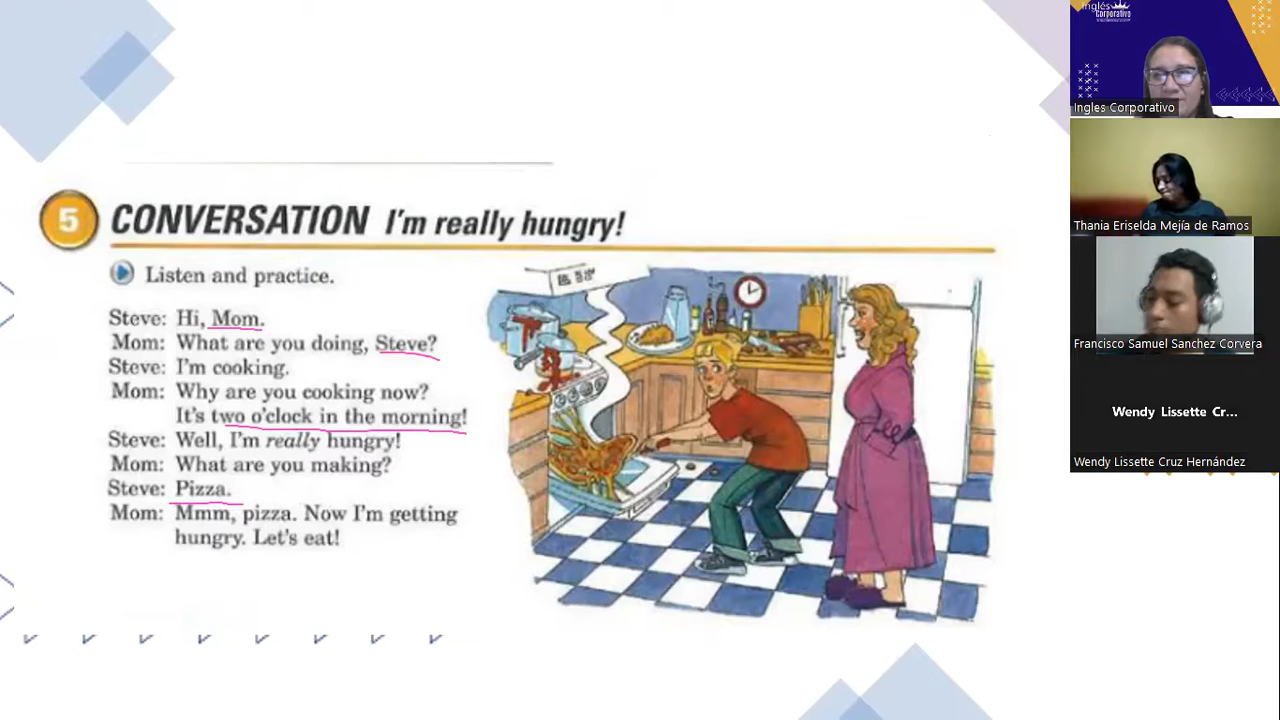 5
CONVERSATION I'm really hungry!
Listen and practice.
Steve: Hi, Mom.
Mom: What are you doing, Steve?
Steve: I'm cooking.
Mom: Why are you cooking now?
It's two o'clock in the morning!
Steve: Well, I'm really hungry!
Mom: What are you making?
Steve: Pizza.
Mom: Mmm, pizza. Now I'm getting
hungry. Let's eat!
Inglés
Corporativo
Ingles Corporativo
Thania Eriselda Mejía de Ramos
Francisco Samuel Sanchez Corvera
Wendy Lissette Cr...
Wendy Lissette Cruz Hernández